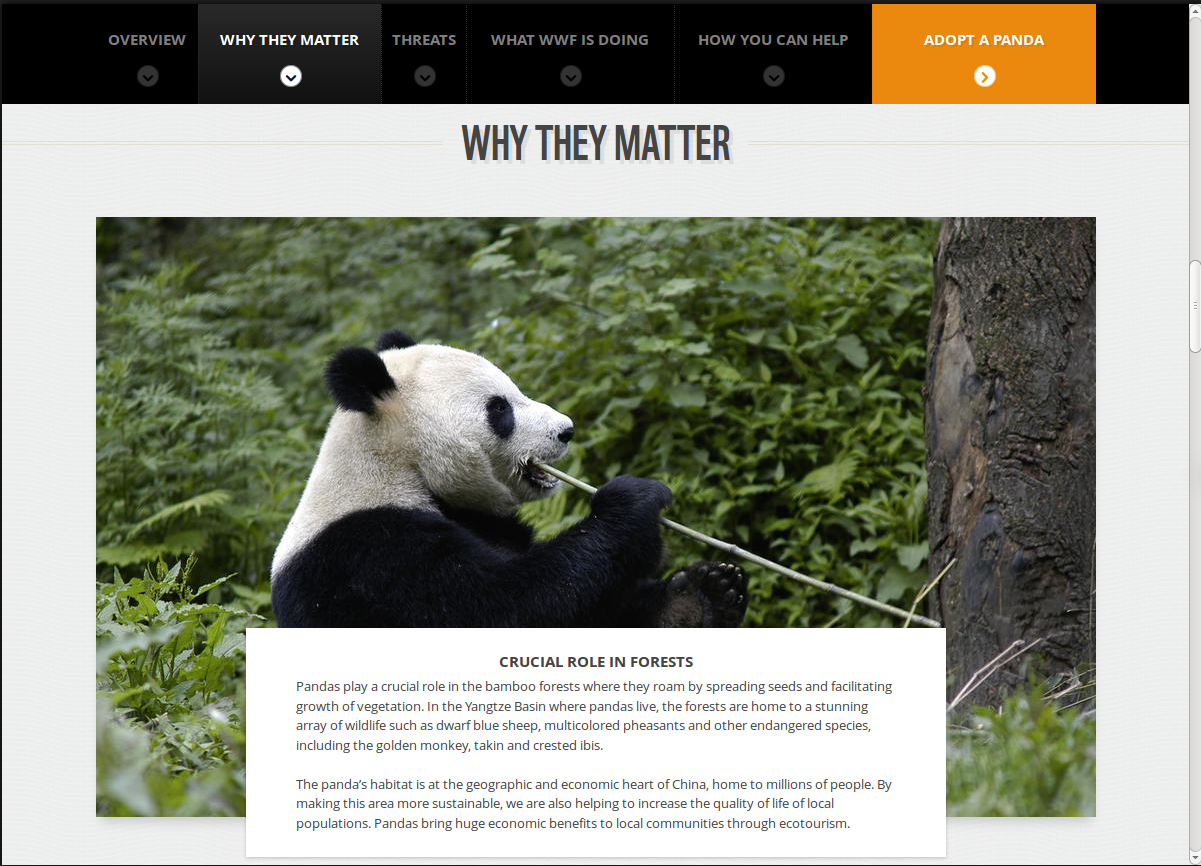 OVERVIEW
WHY THEY MATTER
THREATS
WHAT WWF IS DOING
HOW YOU CAN HELP
ADOPT A PANDA
WHY THEY MATTER
CRUCIAL ROLE IN FORESTS
Pandas play a crucial role in the bamboo forests where they roam by spreading seeds and facilitating
growth of vegetation. In the Yangtze Basin where pandas live, the forests are home to a stunning
array of wildlife such as dwarf blue sheep, multicolored pheasants and other endangered species,
including the golden monkey, takin and crested ibis.
The panda’s habitat is at the geographic and economic heart of China, home to millions of people. By
making this area more sustainable, we are also helping to increase the quality of life of local
populations. Pandas bring huge economic benefits to local communities through ecotourism.